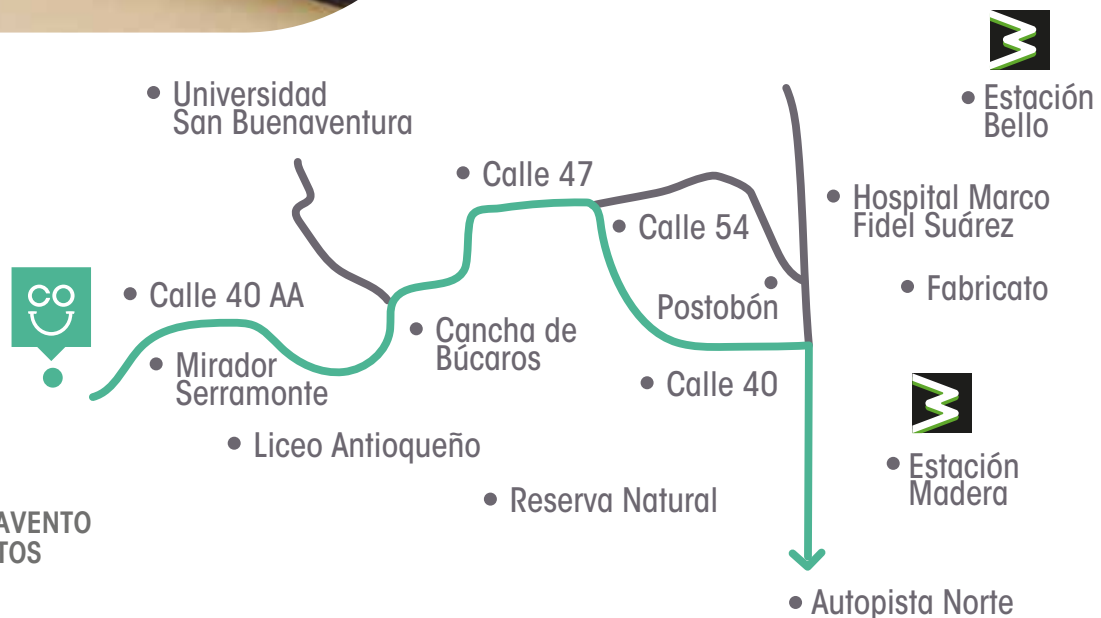 Estación
Bello
Universidad
San Buenaventura
Calle 47
Hospital Marco
Fidel Suárez
Calle 54
CO
Calle 40 AA
Fabricato
Postobón
Cancha de
Búcaros
Mirador
Serramonte
Calle 40
Liceo Antioqueño
Estación
Madera
Reserva Natural
AVENTO
TOS
Autopista Norte